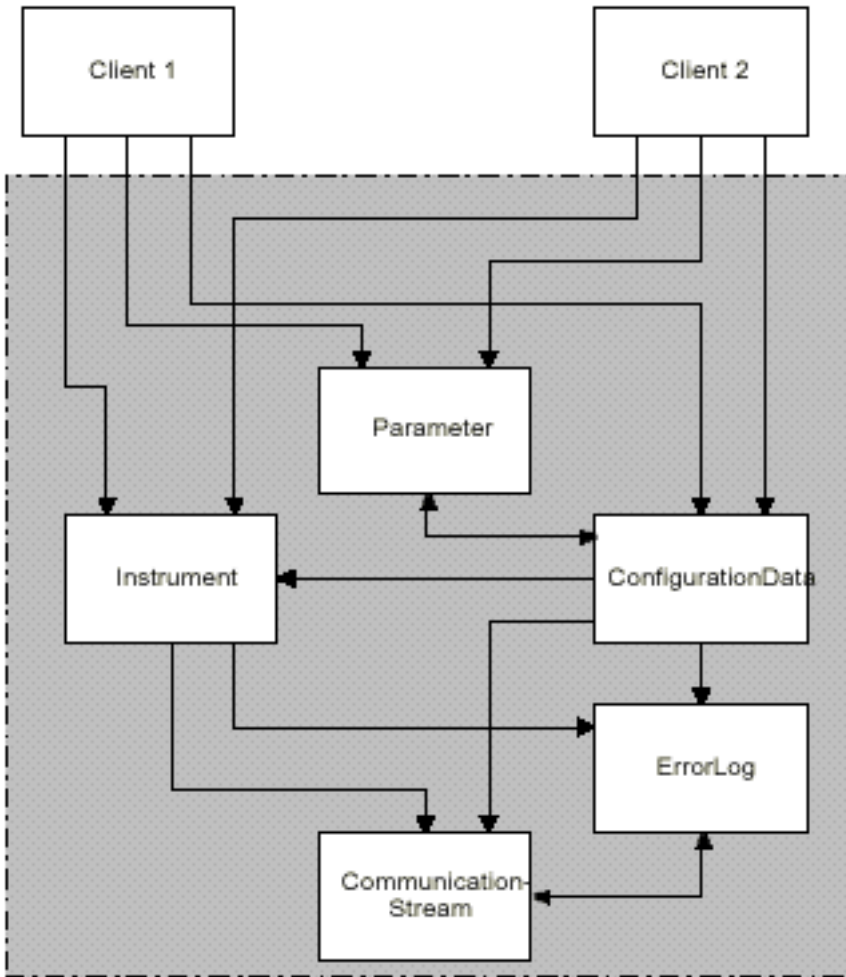 Client 1
Client 2
Parameter
Instrument
ConfigurationData
ErrorLog
Communication-
Stream